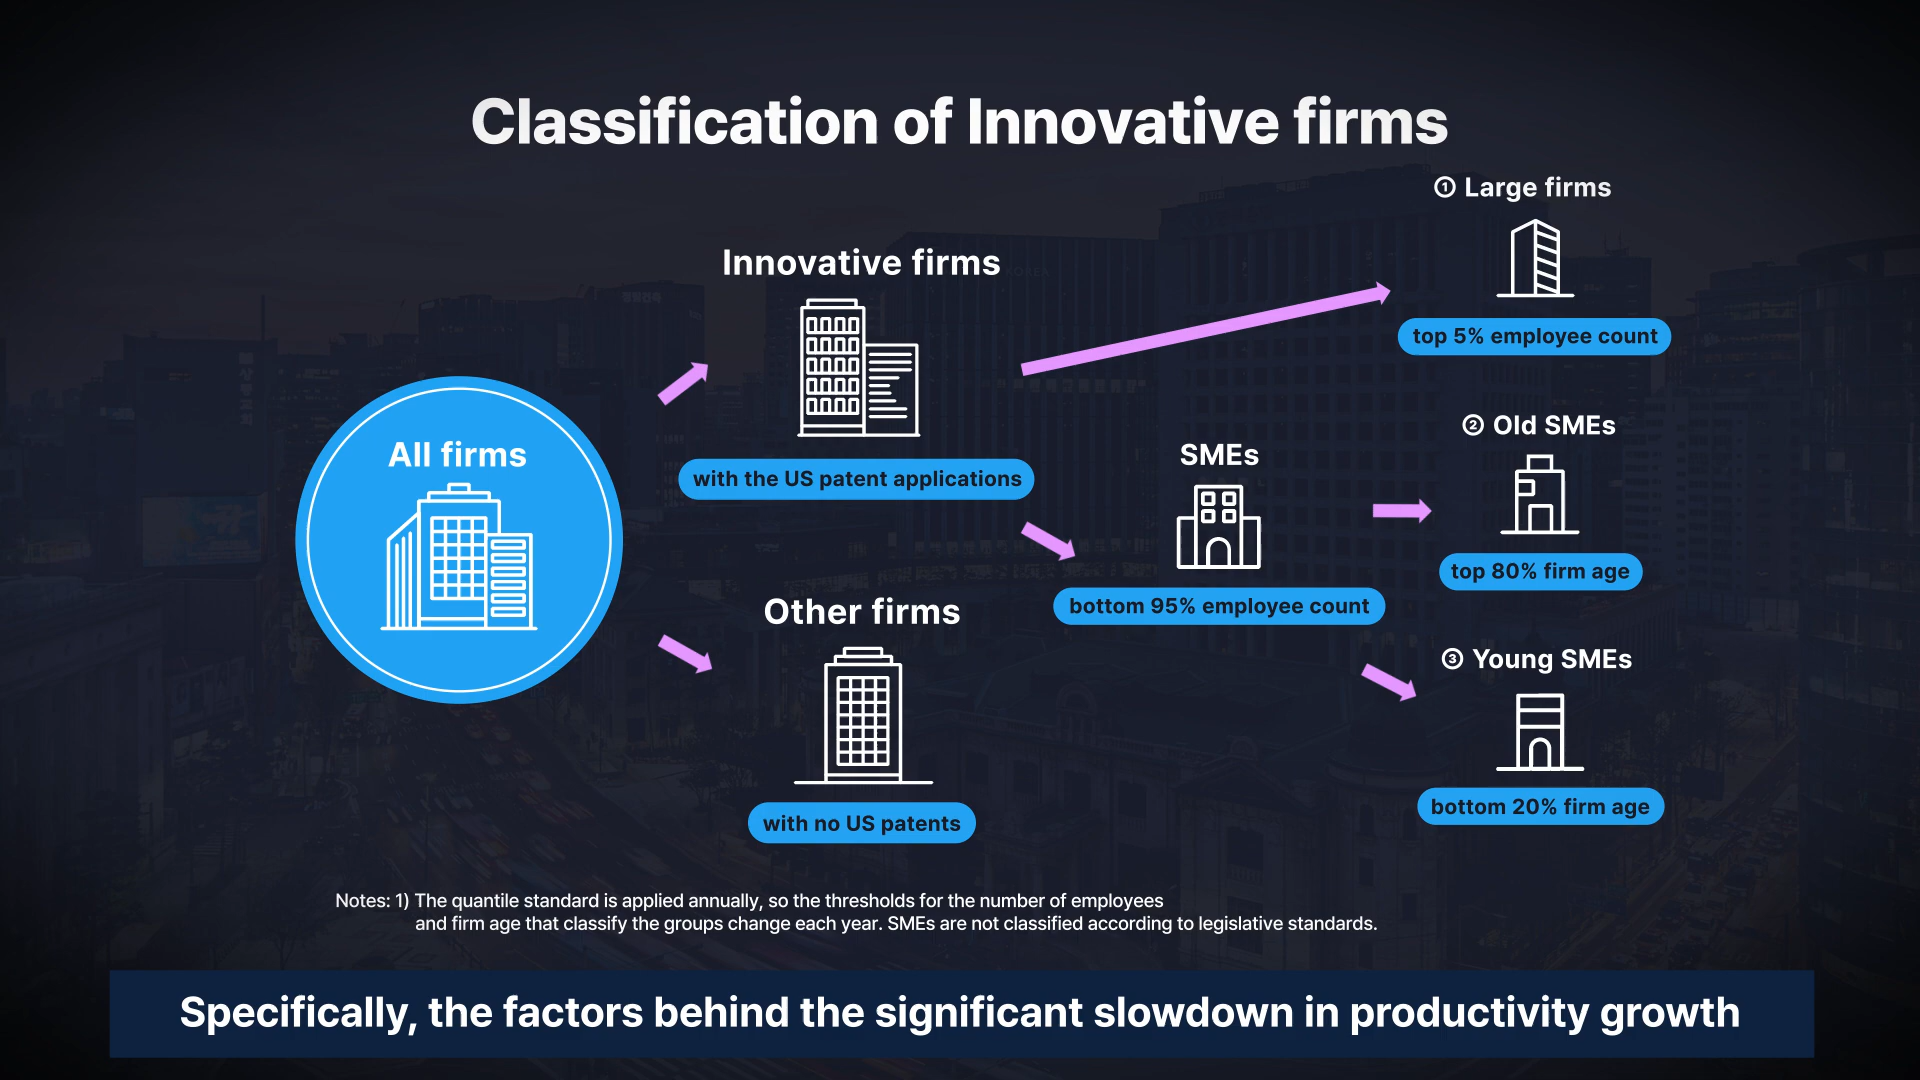 Classification of Innovative firms
① Large firms
top 5% employee count
Innovative firms
with the US patent applications
All firms
SMEs
bottom 95% employee count
② Old SMEs
top 80% firm age
Other firms
with no US patents
③ Young SMEs
bottom 20% firm age
Notes: 1) The quantile standard is applied annually, so the thresholds for the number of employees
and firm age that classify the groups change each year. SMEs are not classified according to legislative standards.
Specifically, the factors behind the significant slowdown in productivity growth